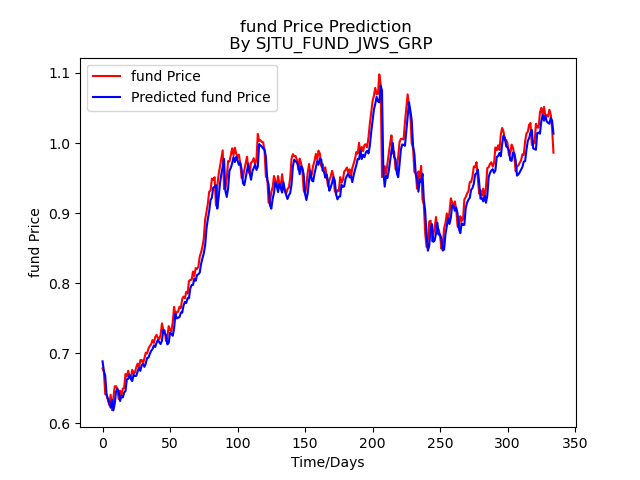 fund Price Prediction
By SJTU_FUND_JWS_GRP
fund Price
Predicted fund Price
fund Price
1.1
1.0
0.9
0.8
0.7
0.6
0 50 100 150 200 250 300 350
Time/Days